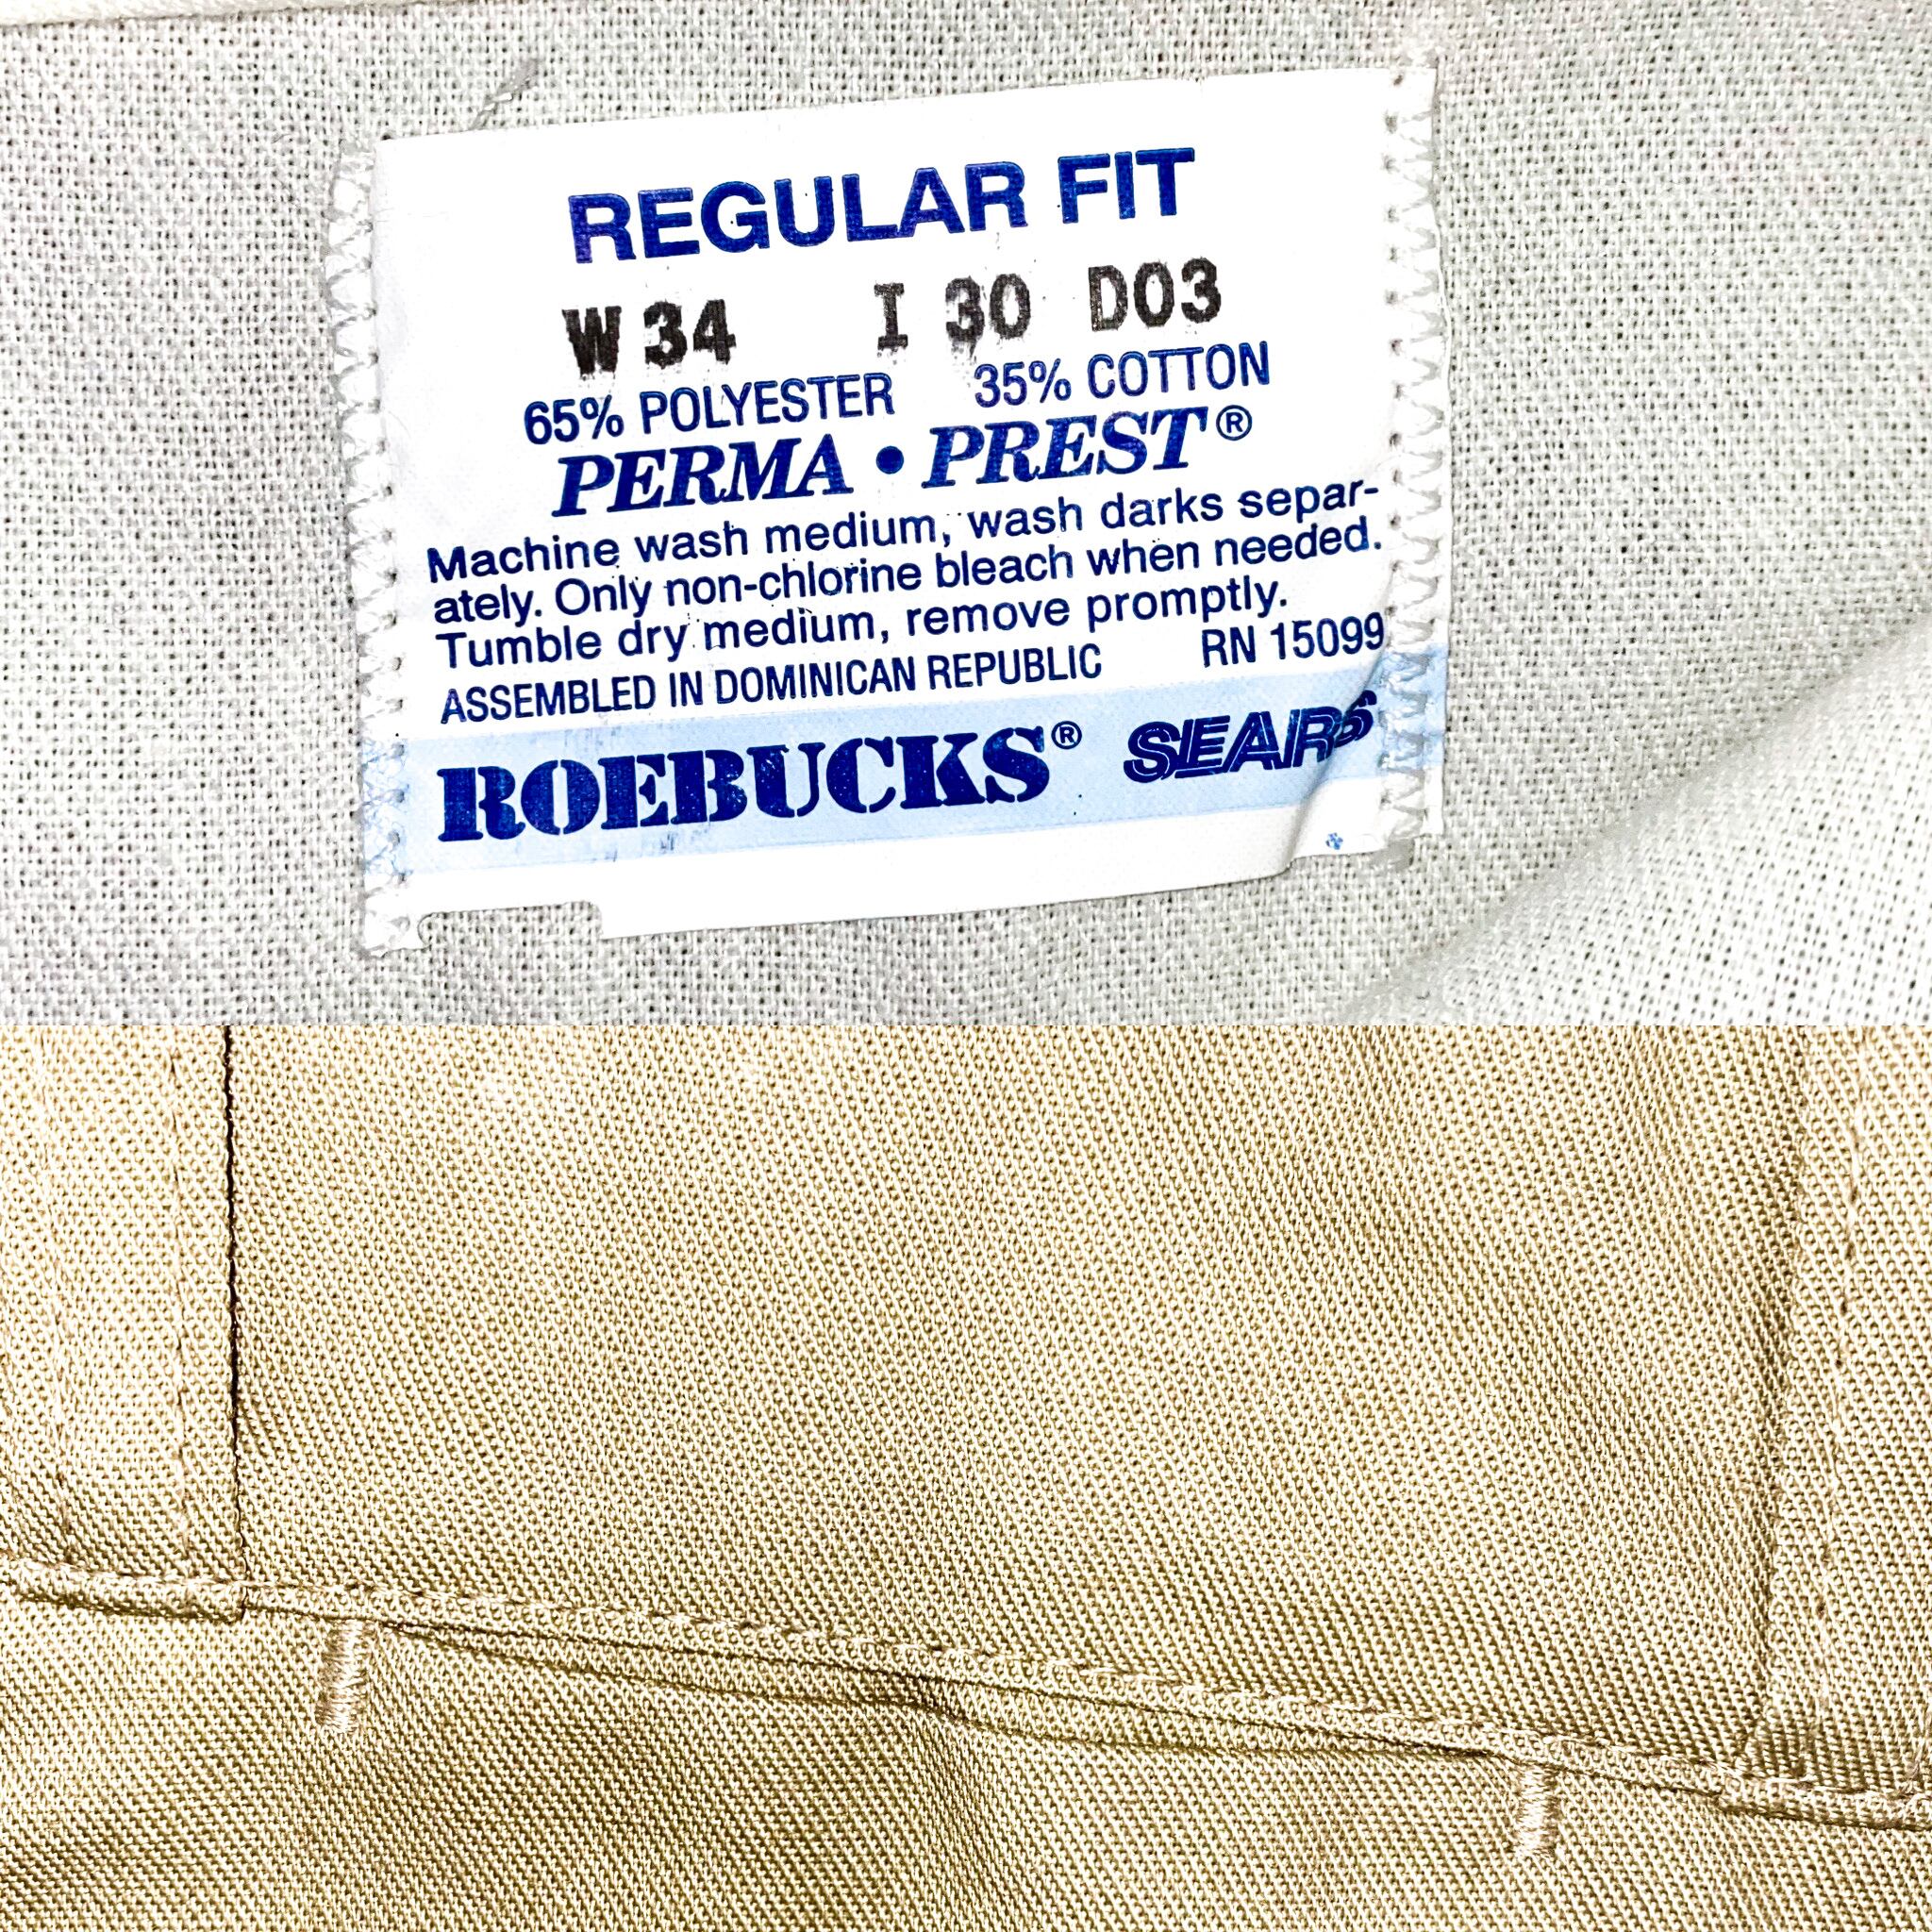 REGULAR FIT
W 34 I 30 D03
65% POLYESTER 35% COTTON
PERMA • PREST®
Machine wash medium, wash darks separ-
ately. Only non-chlorine bleach when needed.
Tumble dry medium, remove promptly.
ASSEMBLED IN DOMINICAN REPUBLIC RN 15099
ROEBUCKS® SEARS